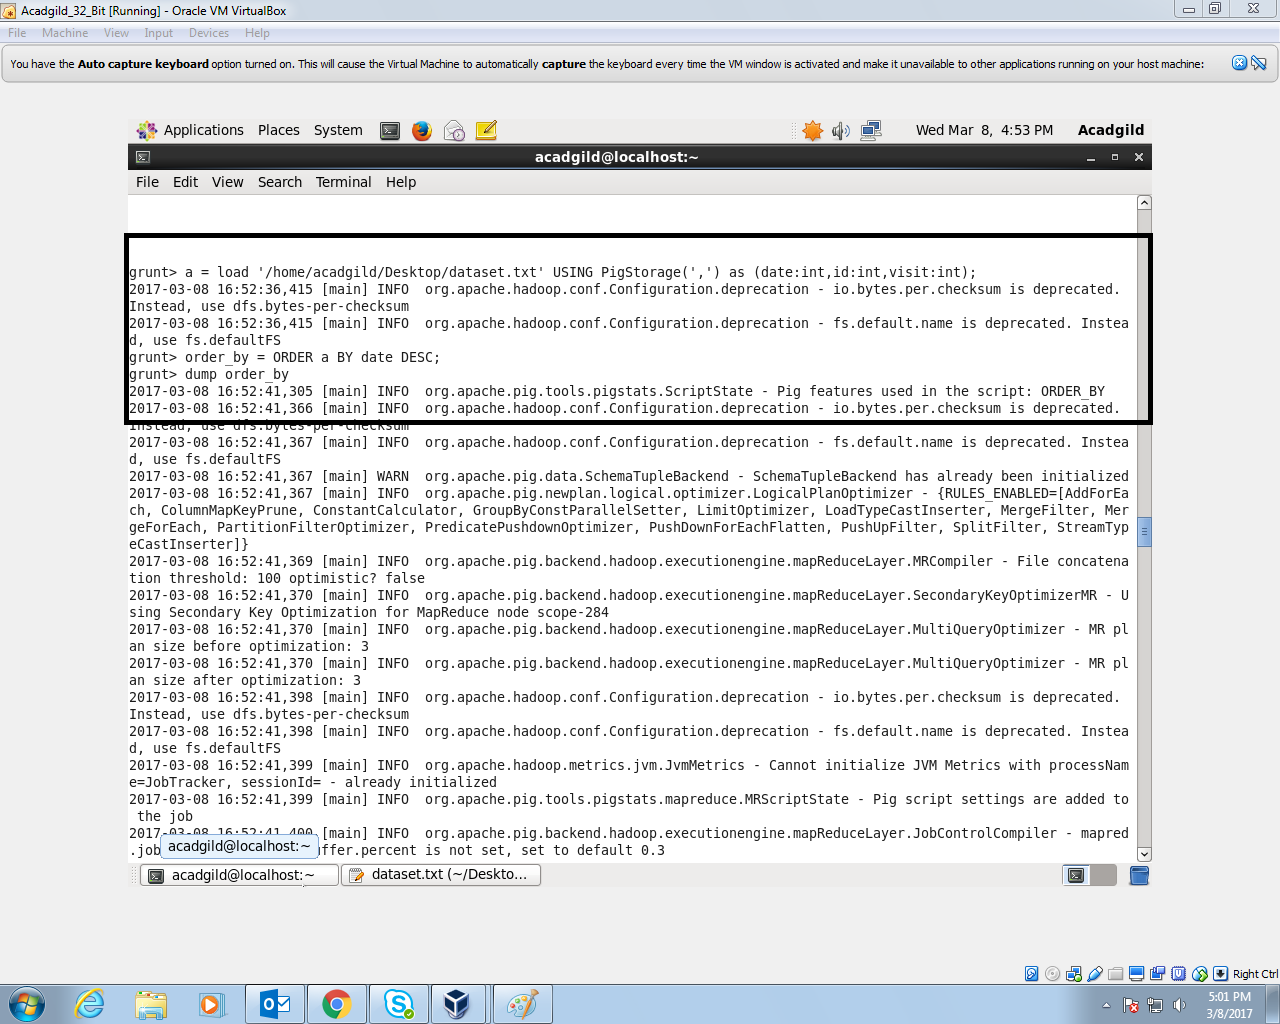 Acadgild_32_Bit [Running] - Oracle VM VirtualBox
File Machine View Input Devices Help
You have the Auto capture keyboard option turned on. This will cause the Virtual Machine to automatically capture the keyboard every time the VM window is activated and make it unavailable to other applications running on your host machine:
Applications Places System Wed Mar 8, 4:53 PM Acadgild
acadgild@localhost:~
File Edit View Search Terminal Help
grunt> a = load '/home/acadgild/Desktop/dataset.txt' USING PigStorage(',') as (date:int,id:int,visit:int);
2017-03-08 16:52:36,415 [main] INFO  org.apache.hadoop.conf.Configuration.deprecation - io.bytes.per.checksum is deprecated.
Instead, use dfs.bytes-per-checksum
2017-03-08 16:52:36,415 [main] INFO  org.apache.hadoop.conf.Configuration.deprecation - fs.default.name is deprecated. Instea
d, use fs.defaultFS
grunt> order_by = ORDER a BY date DESC;
grunt> dump order_by
2017-03-08 16:52:41,305 [main] INFO  org.apache.pig.tools.pigstats.ScriptState - Pig features used in the script: ORDER_BY
2017-03-08 16:52:41,366 [main] INFO  org.apache.hadoop.conf.Configuration.deprecation - io.bytes.per.checksum is deprecated.
Instead, use dfs.bytes-per-checksum
2017-03-08 16:52:41,367 [main] INFO  org.apache.hadoop.conf.Configuration.deprecation - fs.default.name is deprecated. Instea
d, use fs.defaultFS
2017-03-08 16:52:41,367 [main] WARN  org.apache.pig.data.SchemaTupleBackend - SchemaTupleBackend has already been initialized
2017-03-08 16:52:41,367 [main] INFO  org.apache.pig.newplan.logical.optimizer.LogicalPlanOptimizer - {RULES_ENABLED=[AddForEa
ch, ColumnMapKeyPrune, ConstantCalculator, GroupByConstParallelSetter, LimitOptimizer, LoadTypeCastInserter, MergeFilter, Mer
geForEach, PartitionFilterOptimizer, PredicatePushdownOptimizer, PushDownForEachFlatten, PushUpFilter, SplitFilter, StreamTyp
eCastInserter]}
2017-03-08 16:52:41,369 [main] INFO  org.apache.pig.backend.hadoop.executionengine.mapReduceLayer.MRCompiler - File concatena
tion threshold: 100 optimistic? false
2017-03-08 16:52:41,370 [main] INFO  org.apache.pig.backend.hadoop.executionengine.mapReduceLayer.SecondaryKeyOptimizerMR - U
sing Secondary Key Optimization for MapReduce node scope-284
2017-03-08 16:52:41,370 [main] INFO  org.apache.pig.backend.hadoop.executionengine.mapReduceLayer.MultiQueryOptimizer - MR pl
an size before optimization: 3
2017-03-08 16:52:41,370 [main] INFO  org.apache.pig.backend.hadoop.executionengine.mapReduceLayer.MultiQueryOptimizer - MR pl
an size after optimization: 3
2017-03-08 16:52:41,398 [main] INFO  org.apache.hadoop.conf.Configuration.deprecation - io.bytes.per.checksum is deprecated.
Instead, use dfs.bytes-per-checksum
2017-03-08 16:52:41,398 [main] INFO  org.apache.hadoop.conf.Configuration.deprecation - fs.default.name is deprecated. Instea
d, use fs.defaultFS
2017-03-08 16:52:41,399 [main] INFO  org.apache.hadoop.metrics.jvm.JvmMetrics - Cannot initialize JVM Metrics with processNam
e=JobTracker, sessionId= - already initialized
2017-03-08 16:52:41,399 [main] INFO  org.apache.pig.tools.pigstats.mapreduce.MRScriptState - Pig script settings are added to
 the job
2017-03-08 16:52:41,400 [main] INFO  org.apache.pig.backend.hadoop.executionengine.mapReduceLayer.JobControlCompiler - mapred
.job uffer.percent is not set, set to default 0.3
acadgild@localhost:~
acadgild@localhost:~ dataset.txt (~/Deskto...
Right Ctrl
5:01 PM
3/8/2017